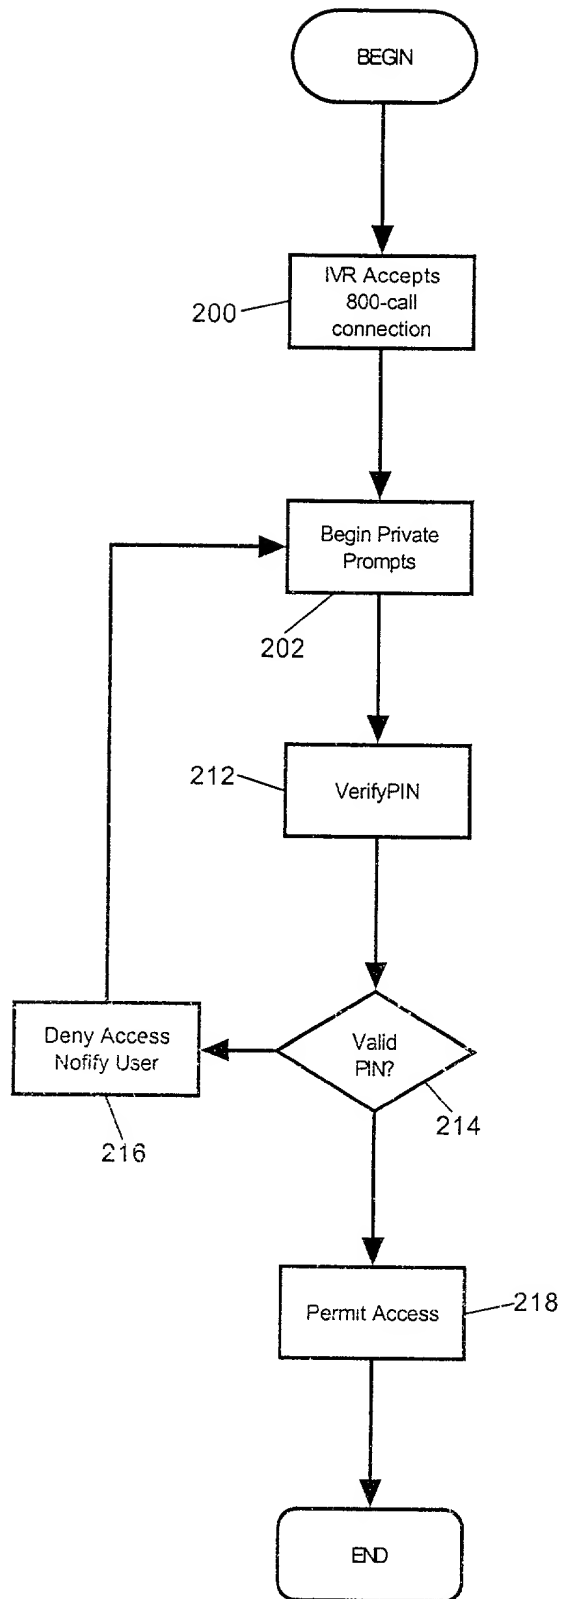 BEGIN
IVR Accepts
800-call
connection
200
Begin Private
Prompts
202
212
VerifyPIN
Deny Access
Nofify User
216
Valid
PIN?
214
Permit Access
218
END